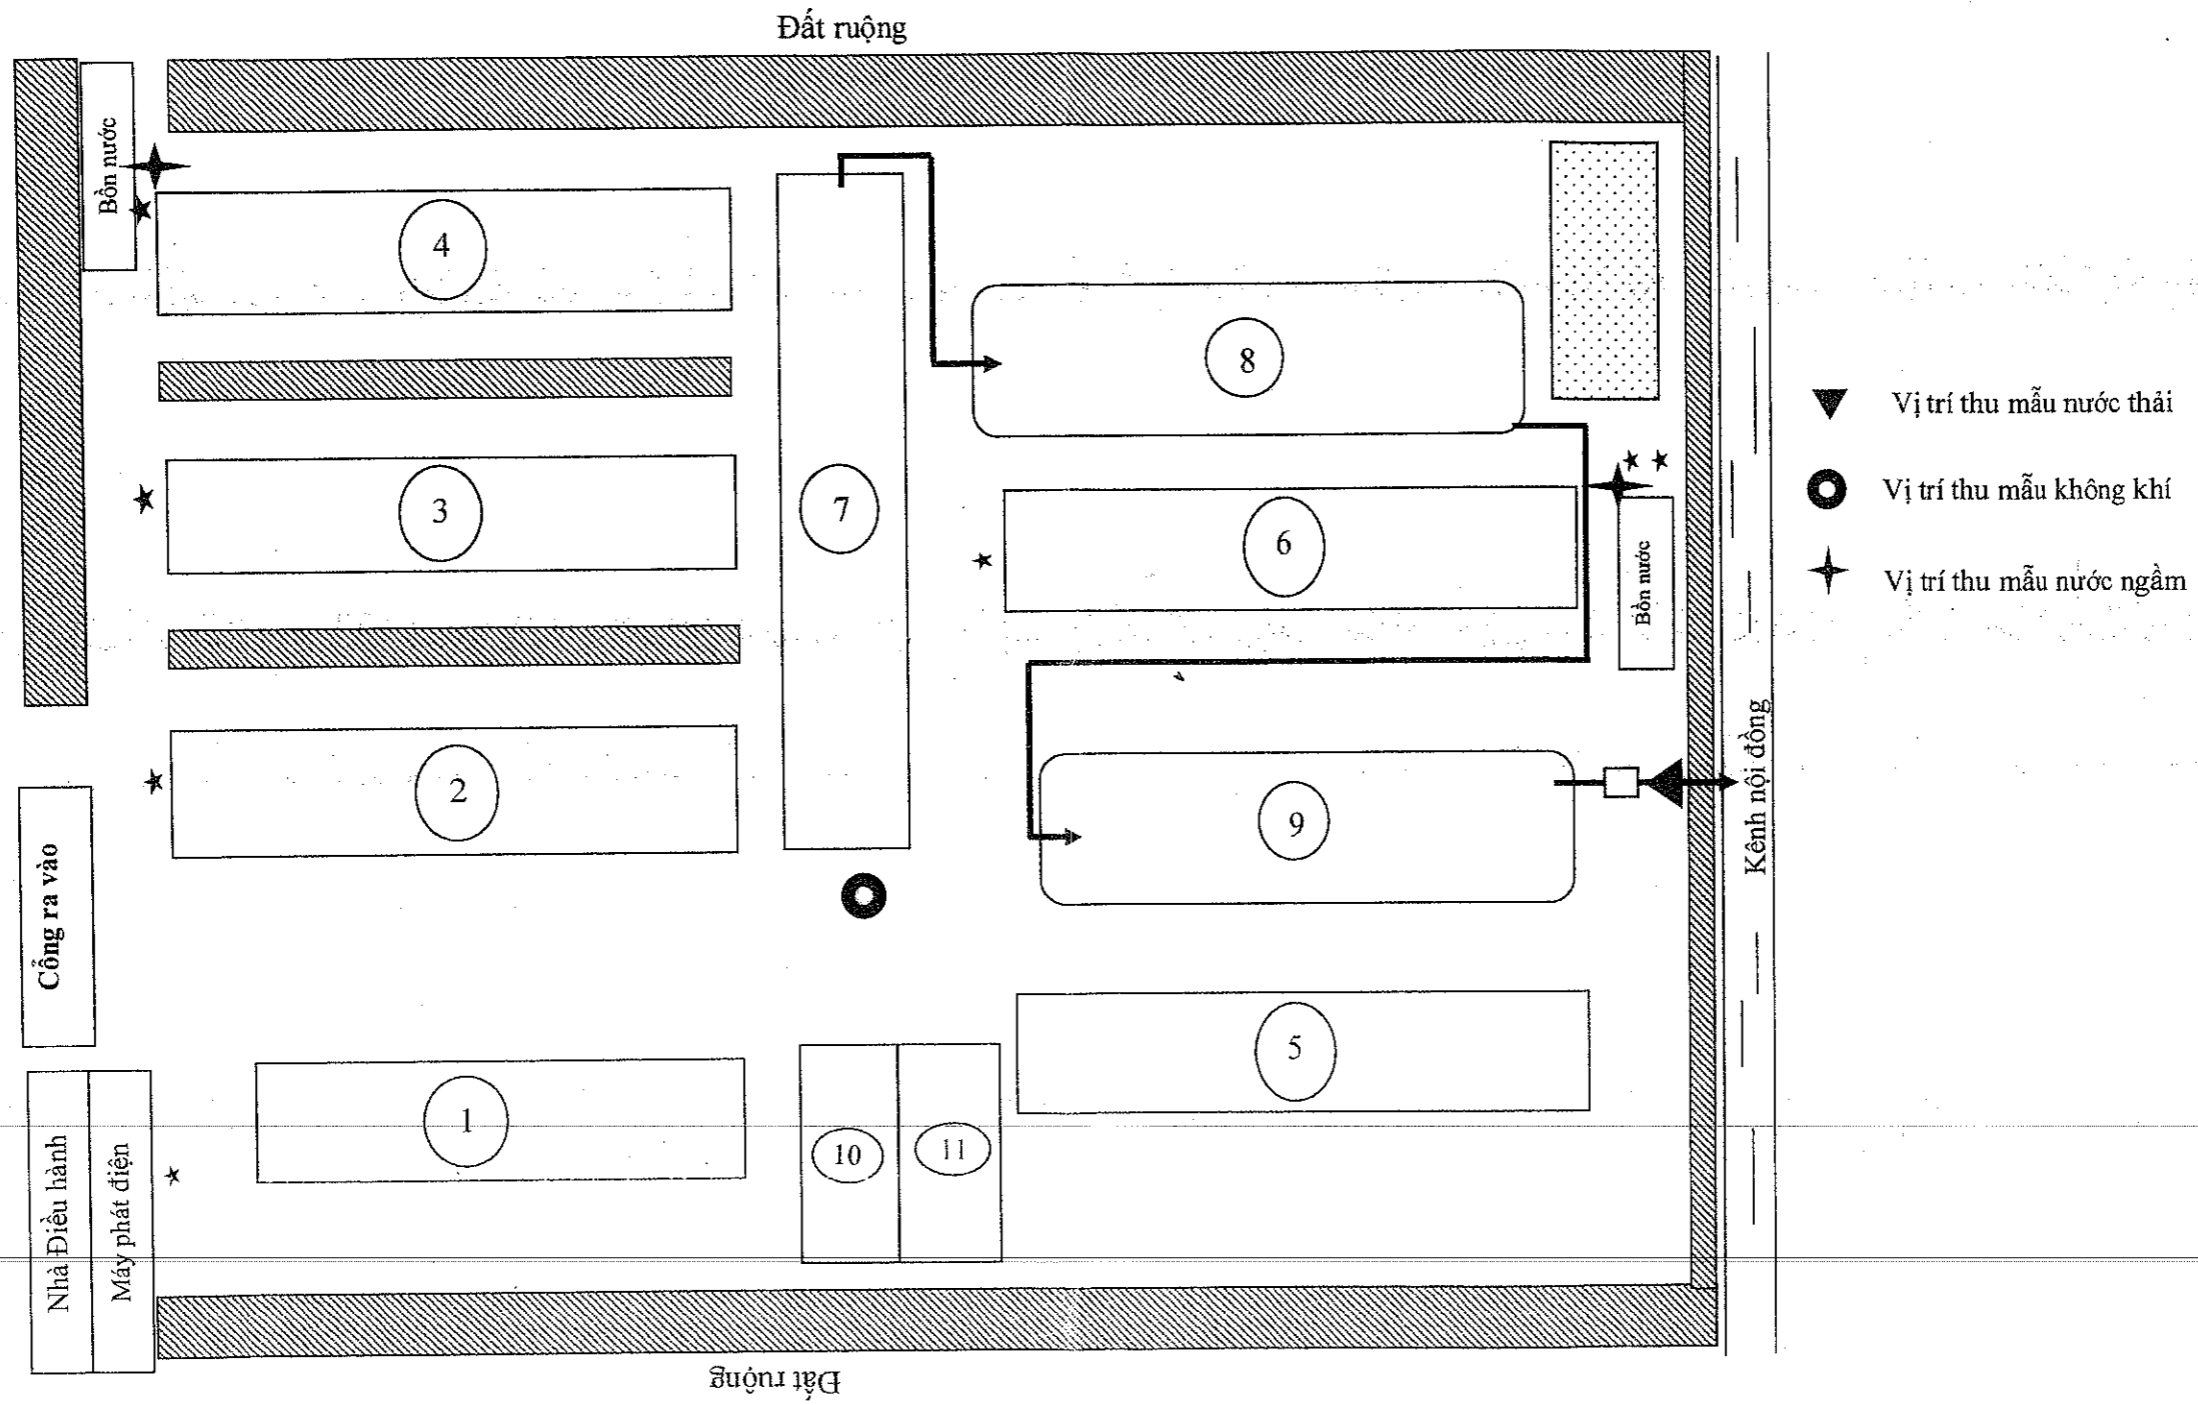 Đất ruộng
Bồn nước
4
8
Vị trí thu mẫu nước thải
3
7
6
Vị trí thu mẫu không khí
Bồn nước
Vị trí thu mẫu nước ngầm
2
9
Kênh nội đồng
Cổng ra vào
1
10
11
5
Nhà Điều hành
Máy phát điện
Đất ruộng